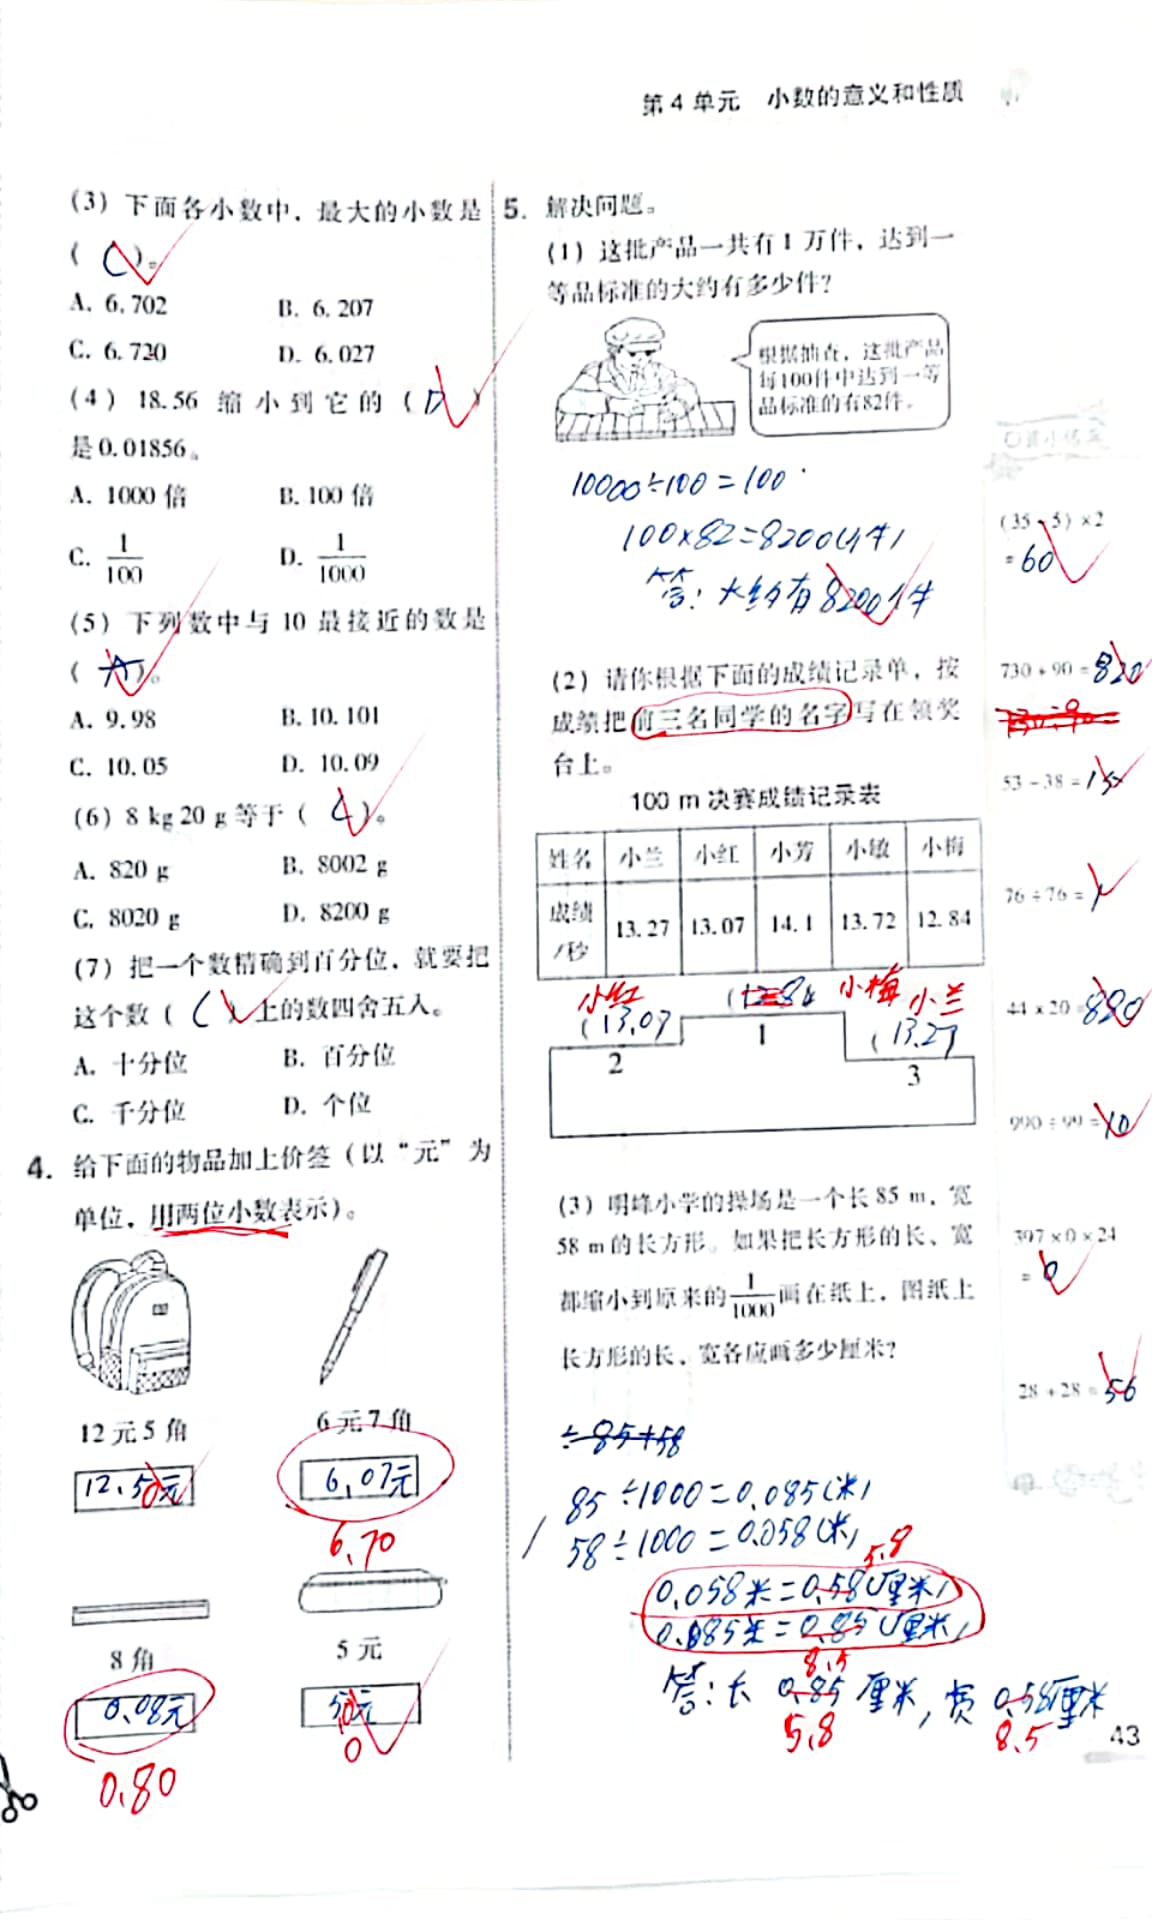 第4单元 小数的意义和性质
(3) 下面各小数中，最大的小数是
( C )。
A. 6.702 B. 6.207
C. 6.720 D. 6.027
(4) 18.56 缩小到它的 ( D )
是0.01856。
A. 1000倍 B. 100倍
C. 1/100 D. 1/1000
(5) 下列数中与 10 最接近的数是
( A )。
A. 9.98 B. 10.101
C. 10.05 D. 10.09
(6) 8 kg 20 g 等于 ( C )。
A. 820 g B. 8002 g
C. 8020 g D. 8200 g
(7) 把一个数精确到百分位，就要把
这个数 ( C ) 上的数四舍五入。
A. 十分位 B. 百分位
C. 千分位 D. 个位
4. 给下面的物品加上价签（以“元”为
单位，用两位小数表示）。
12元5角 6元7角
12.50元 6.07元
6.70
8角 5元
0.08元 5.0元
0
0.80
5. 解决问题。
(1) 这批产品一共有1万件，达到一
等品标准的大约有多少件?
根据抽查，这批产品
每100件中达到一等
品标准的有82件。
10000÷100=100
100×82=8200(件)
答：大约有8200件
(2) 请你根据下面的成绩记录单，按
成绩把前三名同学的名字写在领奖
台上。
100 m 决赛成绩记录表
姓名 小兰 小红 小芳 小敏 小梅
成绩/秒 13.27 13.07 14.1 13.72 12.84
小红 小梅 小兰
(13.07 (12.84 (13.27
2 1 3
(3) 明峰小学的操场是一个长 85 m，宽
58 m 的长方形。如果把长方形的长、宽
都缩小到原来的 1/1000 画在纸上，图纸上
长方形的长、宽各应画多少厘米?
÷85+58
85÷1000=0.085(米)
58÷1000=0.058(米)
5.8
0.058米=0.58(厘米)
0.085米=0.85(厘米)
8.5
答：长 0.85 厘米，宽 0.58厘米
5.8 8.5
(35-5)×2
=60
730+90=820
53-38=15
76÷76=1
44×20=880
990÷99=10
397×0×24
=0
28+28=56
43